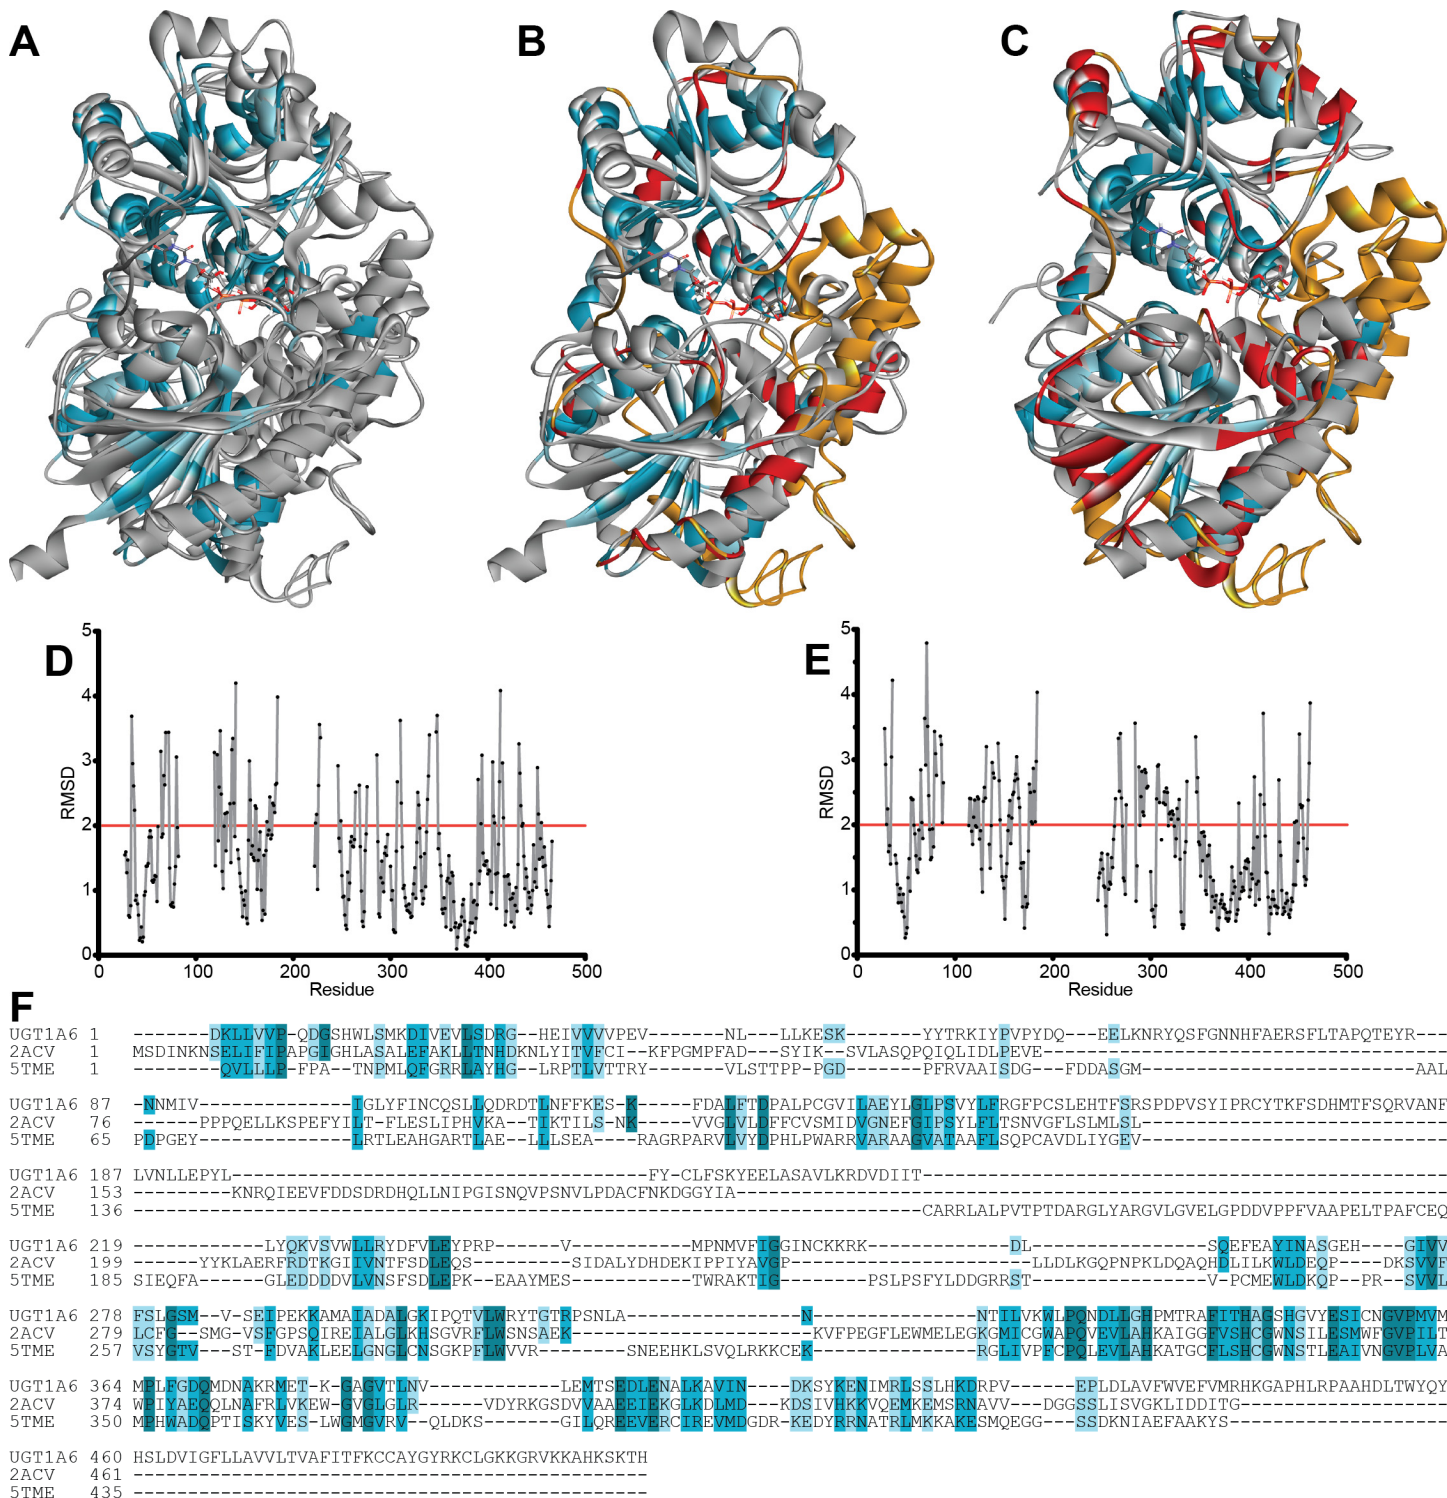 A
B
C
D
RMSD
5
4
3
2
1
0
0 100 200 300 400 500
Residue
E
RMSD
5
4
3
2
1
0
0 100 200 300 400 500
Residue
F
UGT1A6 1 -------DKLLVVP-QDGSHWLSMKDIVEVLSDRG--HEIVVVVPEV-------NL---LLKESK-------YYTRKIYPVPYDQ---EELKNRYQSFGNNHFAERSFLTAPQTEYR---
2ACV 1 MSDINKNSELIFIPAPGIGHLASALEFAKLLTNHDKNLYITVFCI--KFPGMPFAD---SYIK--SVLASQPQIQLIDLPEVE-------------------------------------
5TME 1 --------QVLLLP-FPA--TNPMLQFGRRLAYHG--LRPTLVTTRY-------VLSTTPP-PGD-------PFRVAAISDG---FDDASGM-------------------------AAL
UGT1A6 87 -NNMIV--------------IGLYFINCQSLLQDRDTLNFFKES-K--------FDALFTDPALPCGVILAEYLGLPSVYLFRGFPCSLEHTFSRSPDPVSYIPRCYTKFSDHMTFSQRVANF
2ACV 76 ------PPPQELLKSPEFYILT-FLESLIPHVKA--TIKTILS-NK--------VVGLVLDFFCVSMIDVGNEFGIPSYLFLTSNVGFLSLMLSL----------------------------
5TME 65 PDPGEY--------------LRTLEAHGARTLAE--LLLSEA----RAGRPARVLVYDPHLPWARRVARAAGVATAAFLSQPCAVDLIYGEV----------------------------
UGT1A6 187 LVNLLEPYL--------------------------------------FY-CLFSKYEELASAVLKRDVDIIT------------------------------------------------
2ACV 153 ---------KNRQIEEVFDDSDRDHQLLNIPGISNQVPSNVLPDACFNKDGGYIA-----------------------------------------------------------------
5TME 136 ------------------------------------------------------------------------CARRLALPVTPTDARGLYARGVLGVELGPDDVPPFVAAPELTPAFCEQ
UGT1A6 219 ------------LYQKVSVWLLRYDFVLEYPRP------V-----------MPNMVFIGGINCKKRK-------------DL----------------SQEFEAYINASGEH----GIVV
2ACV 199 ------YYKLAERFRDTKGILVNTFSDLEQS---------SIDALYDHDEKIPPIYAVGP----------------------LLDLKGQPNPKLDQAQHDLILKWLDEQP----DKSVVL
5TME 185 SIEQFA------GLEDDDDVLVNSFSDLEPK--EAAYMES-----------TWRAKTIG--------PSLPSFYLDDGRRST----------------V-PCMEWLDKQP--PR--SVVL
UGT1A6 278 FSLGSM--V-SEIPEKKAMAIADALGKIPQTVLWRYTGTRPSNLA----------------N---------------NTILVKWLPQNDLLGHPMTRAFITHAGSHGVYESICNGVPMVM
2ACV 279 LCFG-SMG-VSFGPSQIREIALGLKHSGVRFLWSNSAEK----------------------KVFPEGFLEWMELEGKGMICGWAPQVEVLAHKAIGGFVSHCGWNSILESMWFGVPILT
5TME 257 VSYGTV---ST-FDVAKLEELGNGLCNSGKPFLWVVR--------SNEEHKLSVQLRKKCEK---------------RGLIVPFCPQLEVLAHKATGCFLSHCGWNSTLEAIVNGVPLVA
UGT1A6 364 MPLFGDQMDNAKRMET-K-GAGVTLNV------------LEMTSEDLENALKAVIN----DKSYKENIMRLSSLHKDRPV------EPLDLAVFWVEFVMRHKGAPHLRPAAHDLTWYQY
2ACV 374 WPIYAEQQLNAFRLVKEW-GVGLGLR------VDYRKGSDVVAAEEIEKGLKDLMD----DKSIVHKKVQEMKEMSRNAVV---DGGSSLISVGKLIDDITG-------------------
5TME 350 MPHWADQPTISKYVES--LWGMGVRV--QLDKS-------GILQREEVERCIREVMDGDR-KEDYRRNATRLMKKAKESMQEGG--SSDKNIAEFAAKYS--------------------
UGT1A6 460 HSLDVIGFLLAVVLTVAFITFKCCAYGYRKCLGKKGRVKKAHKSKTH
2ACV 461 -----------------------------------------------
5TME 435 -----------------------------------------------